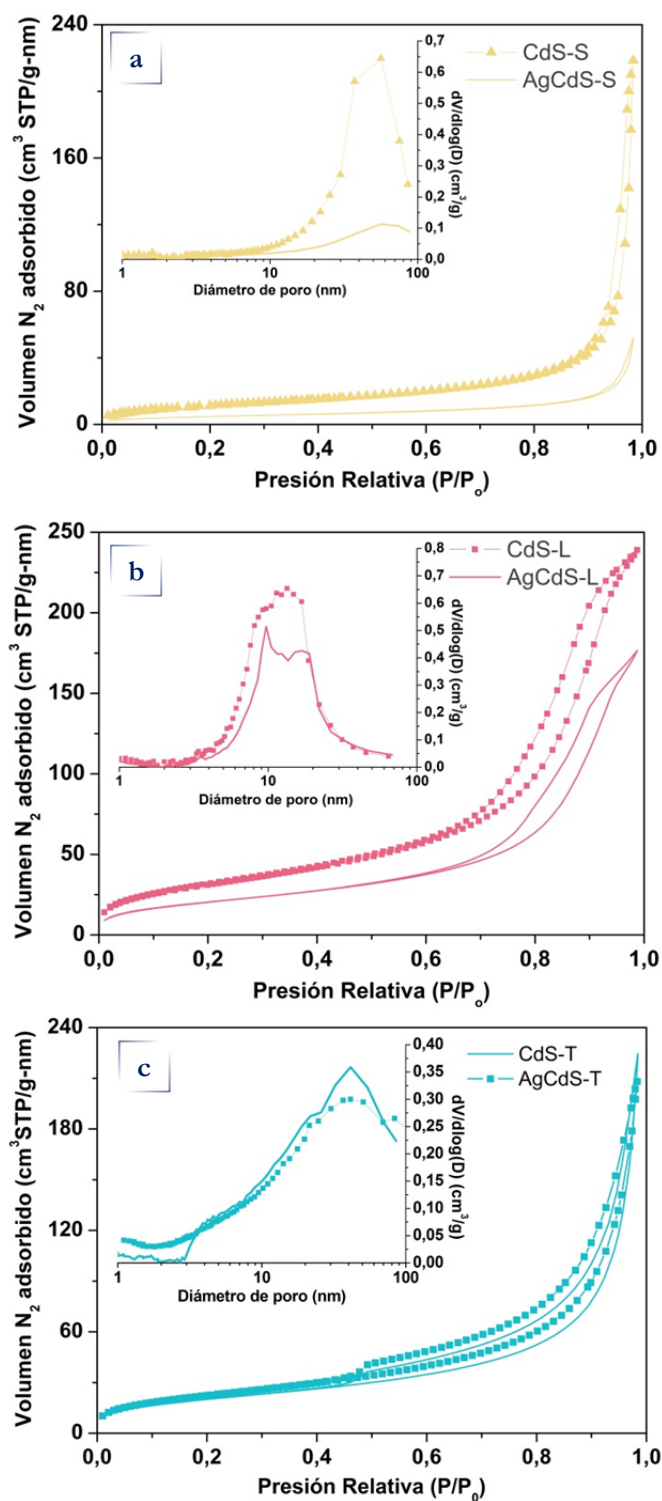 a
CdS-S
AgCdS-S
Volumen N₂ adsorbido (cm³ STP/g-nm)
240
160
80
0
0,0 0,2 0,4 0,6 0,8 1,0
Presión Relativa (P/Pₒ)
dV/dlog(D) (cm³/g)
0,7
0,6
0,5
0,4
0,3
0,2
0,1
0,0
1 10 100
Diámetro de poro (nm)
b
CdS-L
AgCdS-L
Volumen N₂ adsorbido (cm³ STP/g-nm)
250
200
150
100
50
0
0,0 0,2 0,4 0,6 0,8 1,0
Presión Relativa (P/Pₒ)
dV/dlog(D) (cm³/g)
0,8
0,7
0,6
0,5
0,4
0,3
0,2
0,1
0,0
1 10 100
Diámetro de poro (nm)
c
CdS-T
AgCdS-T
Volumen N₂ adsorbido (cm³STP/g-nm)
240
180
120
60
0
0,0 0,2 0,4 0,6 0,8 1,0
Presión Relativa (P/P₀)
dV/dlog(D) (cm³/g)
0,40
0,35
0,30
0,25
0,20
0,15
0,10
0,05
0,00
1 10 100
Diámetro de poro (nm)